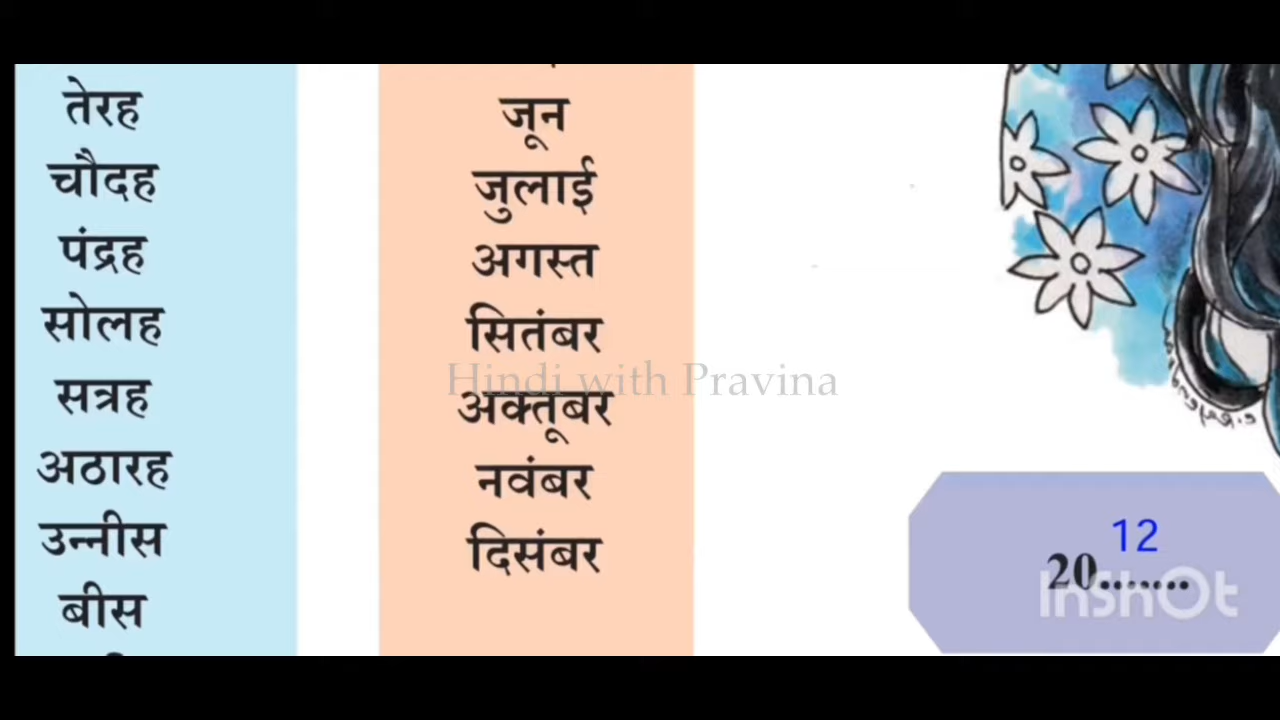 तेरह
चौदह
पंद्रह
सोलह
सत्रह
अठारह
उन्नीस
बीस
जून
जुलाई
अगस्त
सितंबर
अक्तूबर
नवंबर
दिसंबर
Hindi with Pravina
12
20.......
InShOt